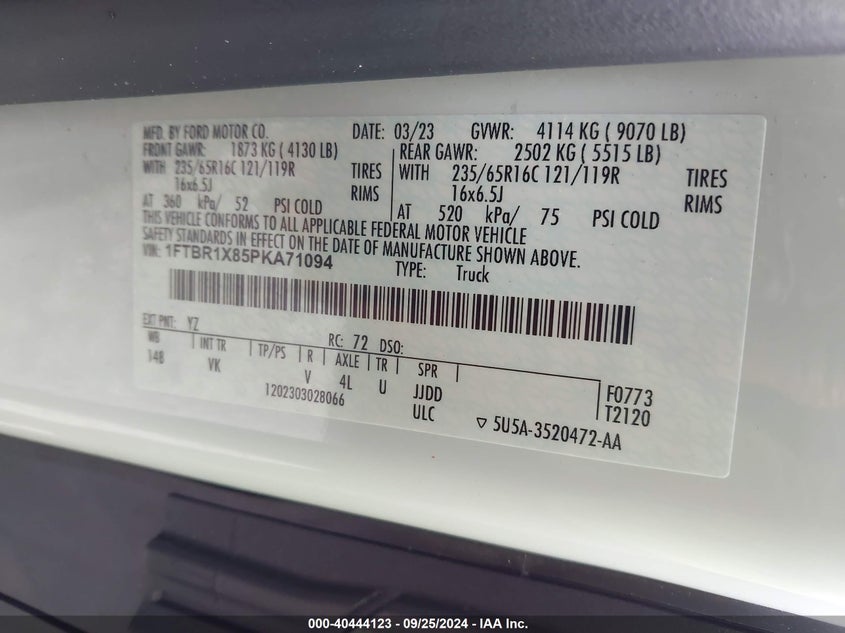 MFD. BY FORD MOTOR CO. DATE: 03/23 GVWR: 4114 KG ( 9070 LB)
FRONT GAWR: 1873 KG ( 4130 LB) REAR GAWR: 2502 KG ( 5515 LB)
WITH 235/65R16C 121/119R TIRES WITH 235/65R16C 121/119R TIRES
16x6.5J RIMS 16x6.5J RIMS
AT 360 kPa/ 52 PSI COLD AT 520 kPa/ 75 PSI COLD
THIS VEHICLE CONFORMS TO ALL APPLICABLE FEDERAL MOTOR VEHICLE
SAFETY STANDARDS IN EFFECT ON THE DATE OF MANUFACTURE SHOWN ABOVE.
VIN: 1FTBR1X85PKA71094 TYPE: Truck
EXT PNT: YZ RC: 72 DSO:
WB INT TR TP/PS R AXLE TR SPR
148 VK V 4L U JJDD F0773
1202303028066 ULC T2120
▽ 5U5A-3520472-AA
000-40444123 - 09/25/2024 - IAA Inc.